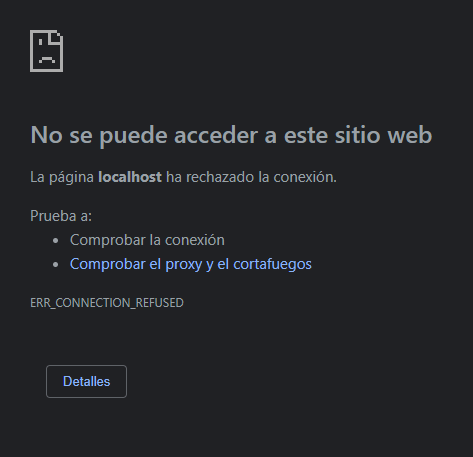 No se puede acceder a este sitio web
La página localhost ha rechazado la conexión.
Prueba a:
• Comprobar la conexión
• Comprobar el proxy y el cortafuegos
ERR_CONNECTION_REFUSED
Detalles